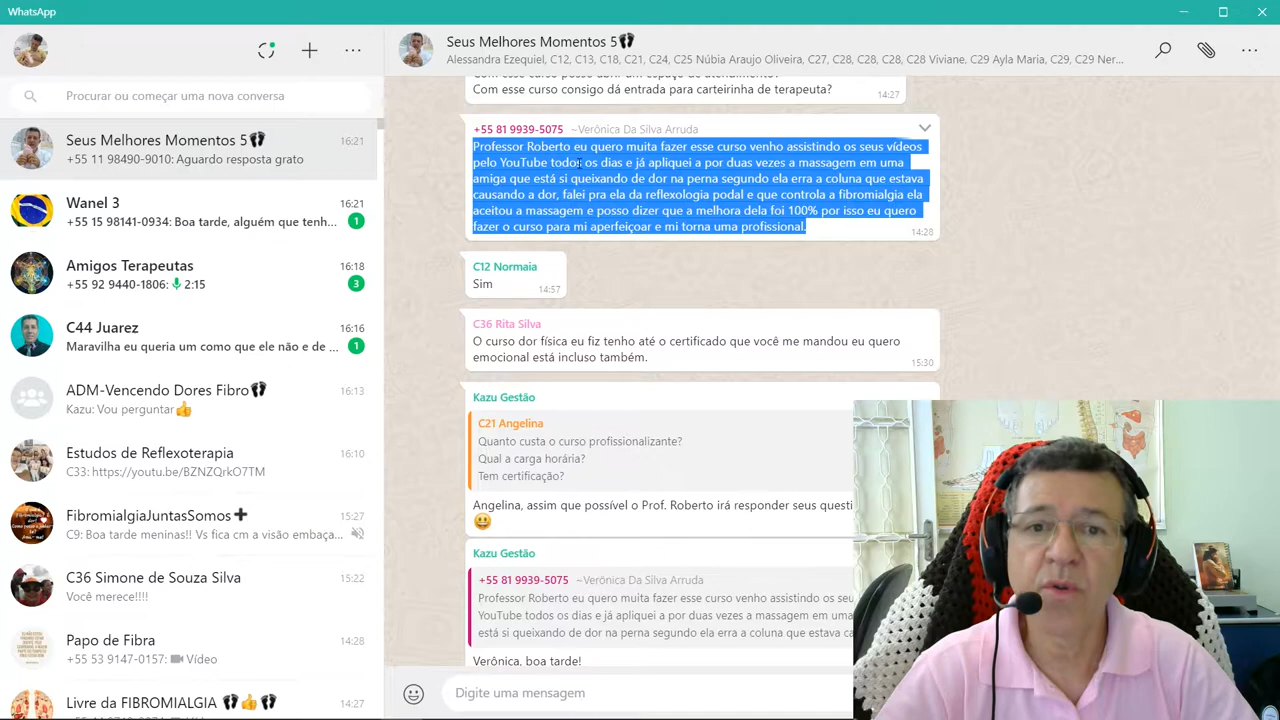 WhatsApp
Procurar ou começar uma nova conversa
Seus Melhores Momentos 5👣 16:21
+55 11 98490-9010: Aguardo resposta grato
Wanel 3 16:21
+55 15 98141-0934: Boa tarde, alguém que tenh... 1
Amigos Terapeutas 16:18
+55 92 9440-1806: 2:15 3
C44 Juarez 16:16
Maravilha eu queria um como que ele não e de ... 1
ADM-Vencendo Dores Fibro👣 16:13
Kazu: Vou perguntar👍
Estudos de Reflexoterapia 16:10
C33: https://youtu.be/BZNZQrkO7TM
FibromialgiaJuntasSomos➕ 15:27
C9: Boa tarde meninas!! Vs fica cm a visão embaça...
C36 Simone de Souza Silva 15:22
Você merece!!!!
Papo de Fibra 14:28
+55 53 9147-0157: Vídeo
Livre da FIBROMIALGIA 👣👍👣 14:27
Seus Melhores Momentos 5👣
Alessandra Ezequiel, C12, C13, C18, C21, C24, C25 Núbia Araujo Oliveira, C27, C28, C28, C28 Viviane, C29 Ayla Maria, C29, C29 Ner...
Com esse curso posso abrir um espaço de atendimento?
Com esse curso consigo dá entrada para carteirinha de terapeuta? 14:27
+55 81 9939-5075 ~Verônica Da Silva Arruda
Professor Roberto eu quero muita fazer esse curso venho assistindo os seus vídeos
pelo YouTube todos os dias e já apliquei a por duas vezes a massagem em uma
amiga que está si queixando de dor na perna segundo ela erra a coluna que estava
causando a dor, falei pra ela da reflexologia podal e que controla a fibromialgia ela
aceitou a massagem e posso dizer que a melhora dela foi 100% por isso eu quero
fazer o curso para mi aperfeiçoar e mi torna uma profissional. 14:28
C12 Normaia
Sim 14:57
C36 Rita Silva
O curso dor física eu fiz tenho até o certificado que você me mandou eu quero
emocional está incluso também. 15:30
Kazu Gestão
C21 Angelina
Quanto custa o curso profissionalizante?
Qual a carga horária?
Tem certificação?
Angelina, assim que possível o Prof. Roberto irá responder seus questi
😃
Kazu Gestão
+55 81 9939-5075 ~Verônica Da Silva Arruda
Professor Roberto eu quero muita fazer esse curso venho assistindo os seu
YouTube todos os dias e já apliquei a por duas vezes a massagem em uma
está si queixando de dor na perna segundo ela erra a coluna que estava ca
Verônica, boa tarde!
Digite uma mensagem